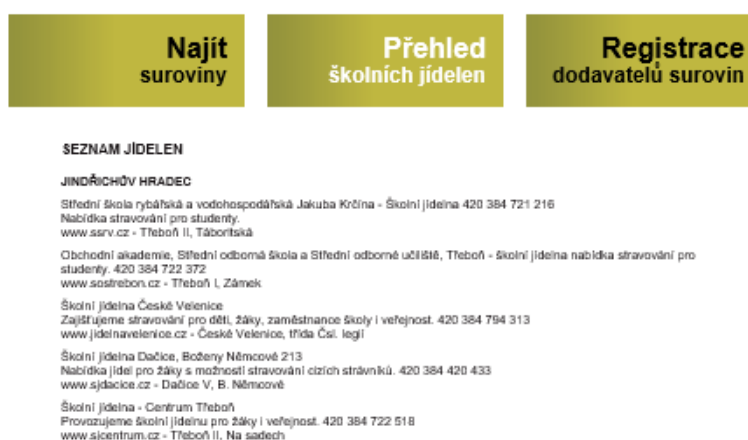 Najít
suroviny
Přehled
školních jídelen
Registrace
dodavatelů surovin
SEZNAM JÍDELEN
JINDŘICHŮV HRADEC
Střední škola rybářská a vodohospodářská Jakuba Krčína - Školní jídelna 420 384 721 216
Nabídka stravování pro studenty.
www.ssrv.cz - Třeboň II, Táboritská
Obchodní akademie, Střední odborná škola a Střední odborné učiliště, Třeboň - školní jídelna nabídka stravování pro
studenty. 420 384 722 372
www.sostrebon.cz - Třeboň I, Zámek
Školní jídelna České Velenice
Zajišťujeme stravování pro děti, žáky, zaměstnance školy i veřejnost. 420 384 794 313
www.jidelnavelenice.cz - České Velenice, třída Čsl. legií
Školní jídelna Dačice, Boženy Němcové 213
Nabídka jídel pro žáky s možností stravování cizích strávníků. 420 384 420 433
www.sjdacice.cz - Dačice V, B. Němcové
Školní jídelna - Centrum Třeboň
Provozujeme školní jídelnu pro žáky i veřejnost. 420 384 722 518
www.sjcentrum.cz - Třeboň II, Na sadech